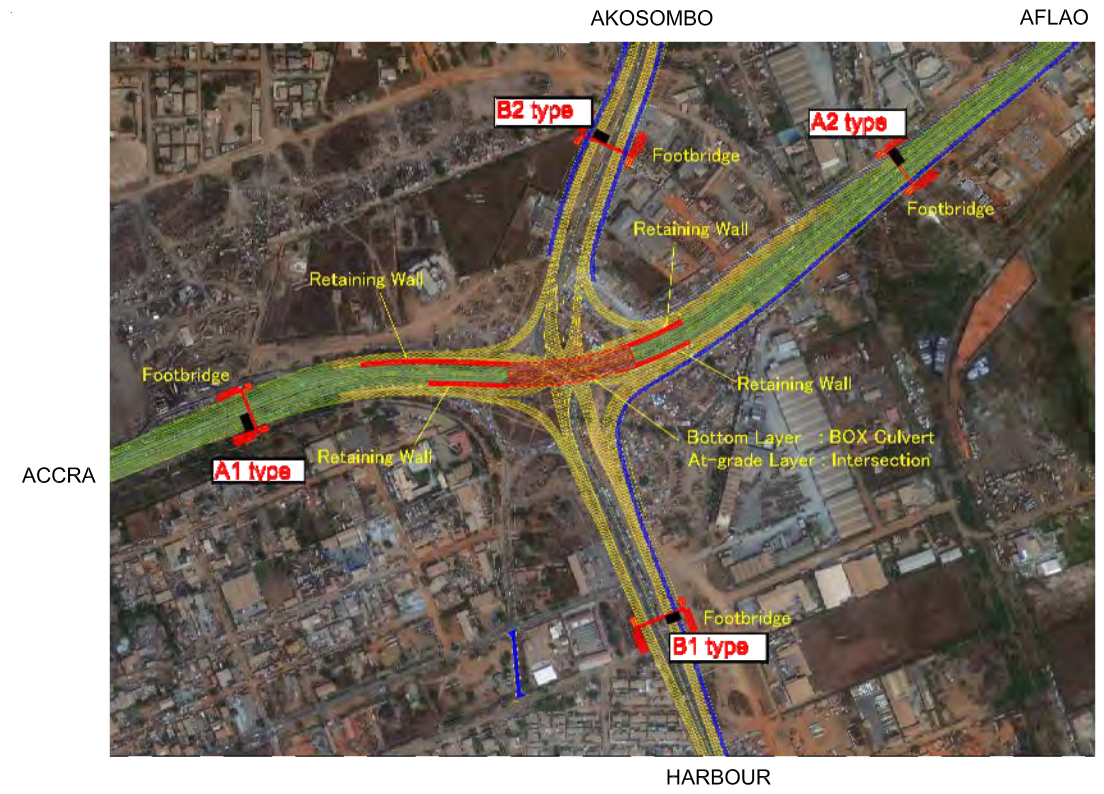 AKOSOMBO
AFLAO
B2 type
A2 type
Footbridge
Footbridge
Retaining Wall
Retaining Wall
Footbridge
Retaining Wall
Bottom Layer : BOX Culvert
At-grade Layer : Intersection
Retaining Wall
ACCRA
A1 type
Footbridge
B1 type
HARBOUR